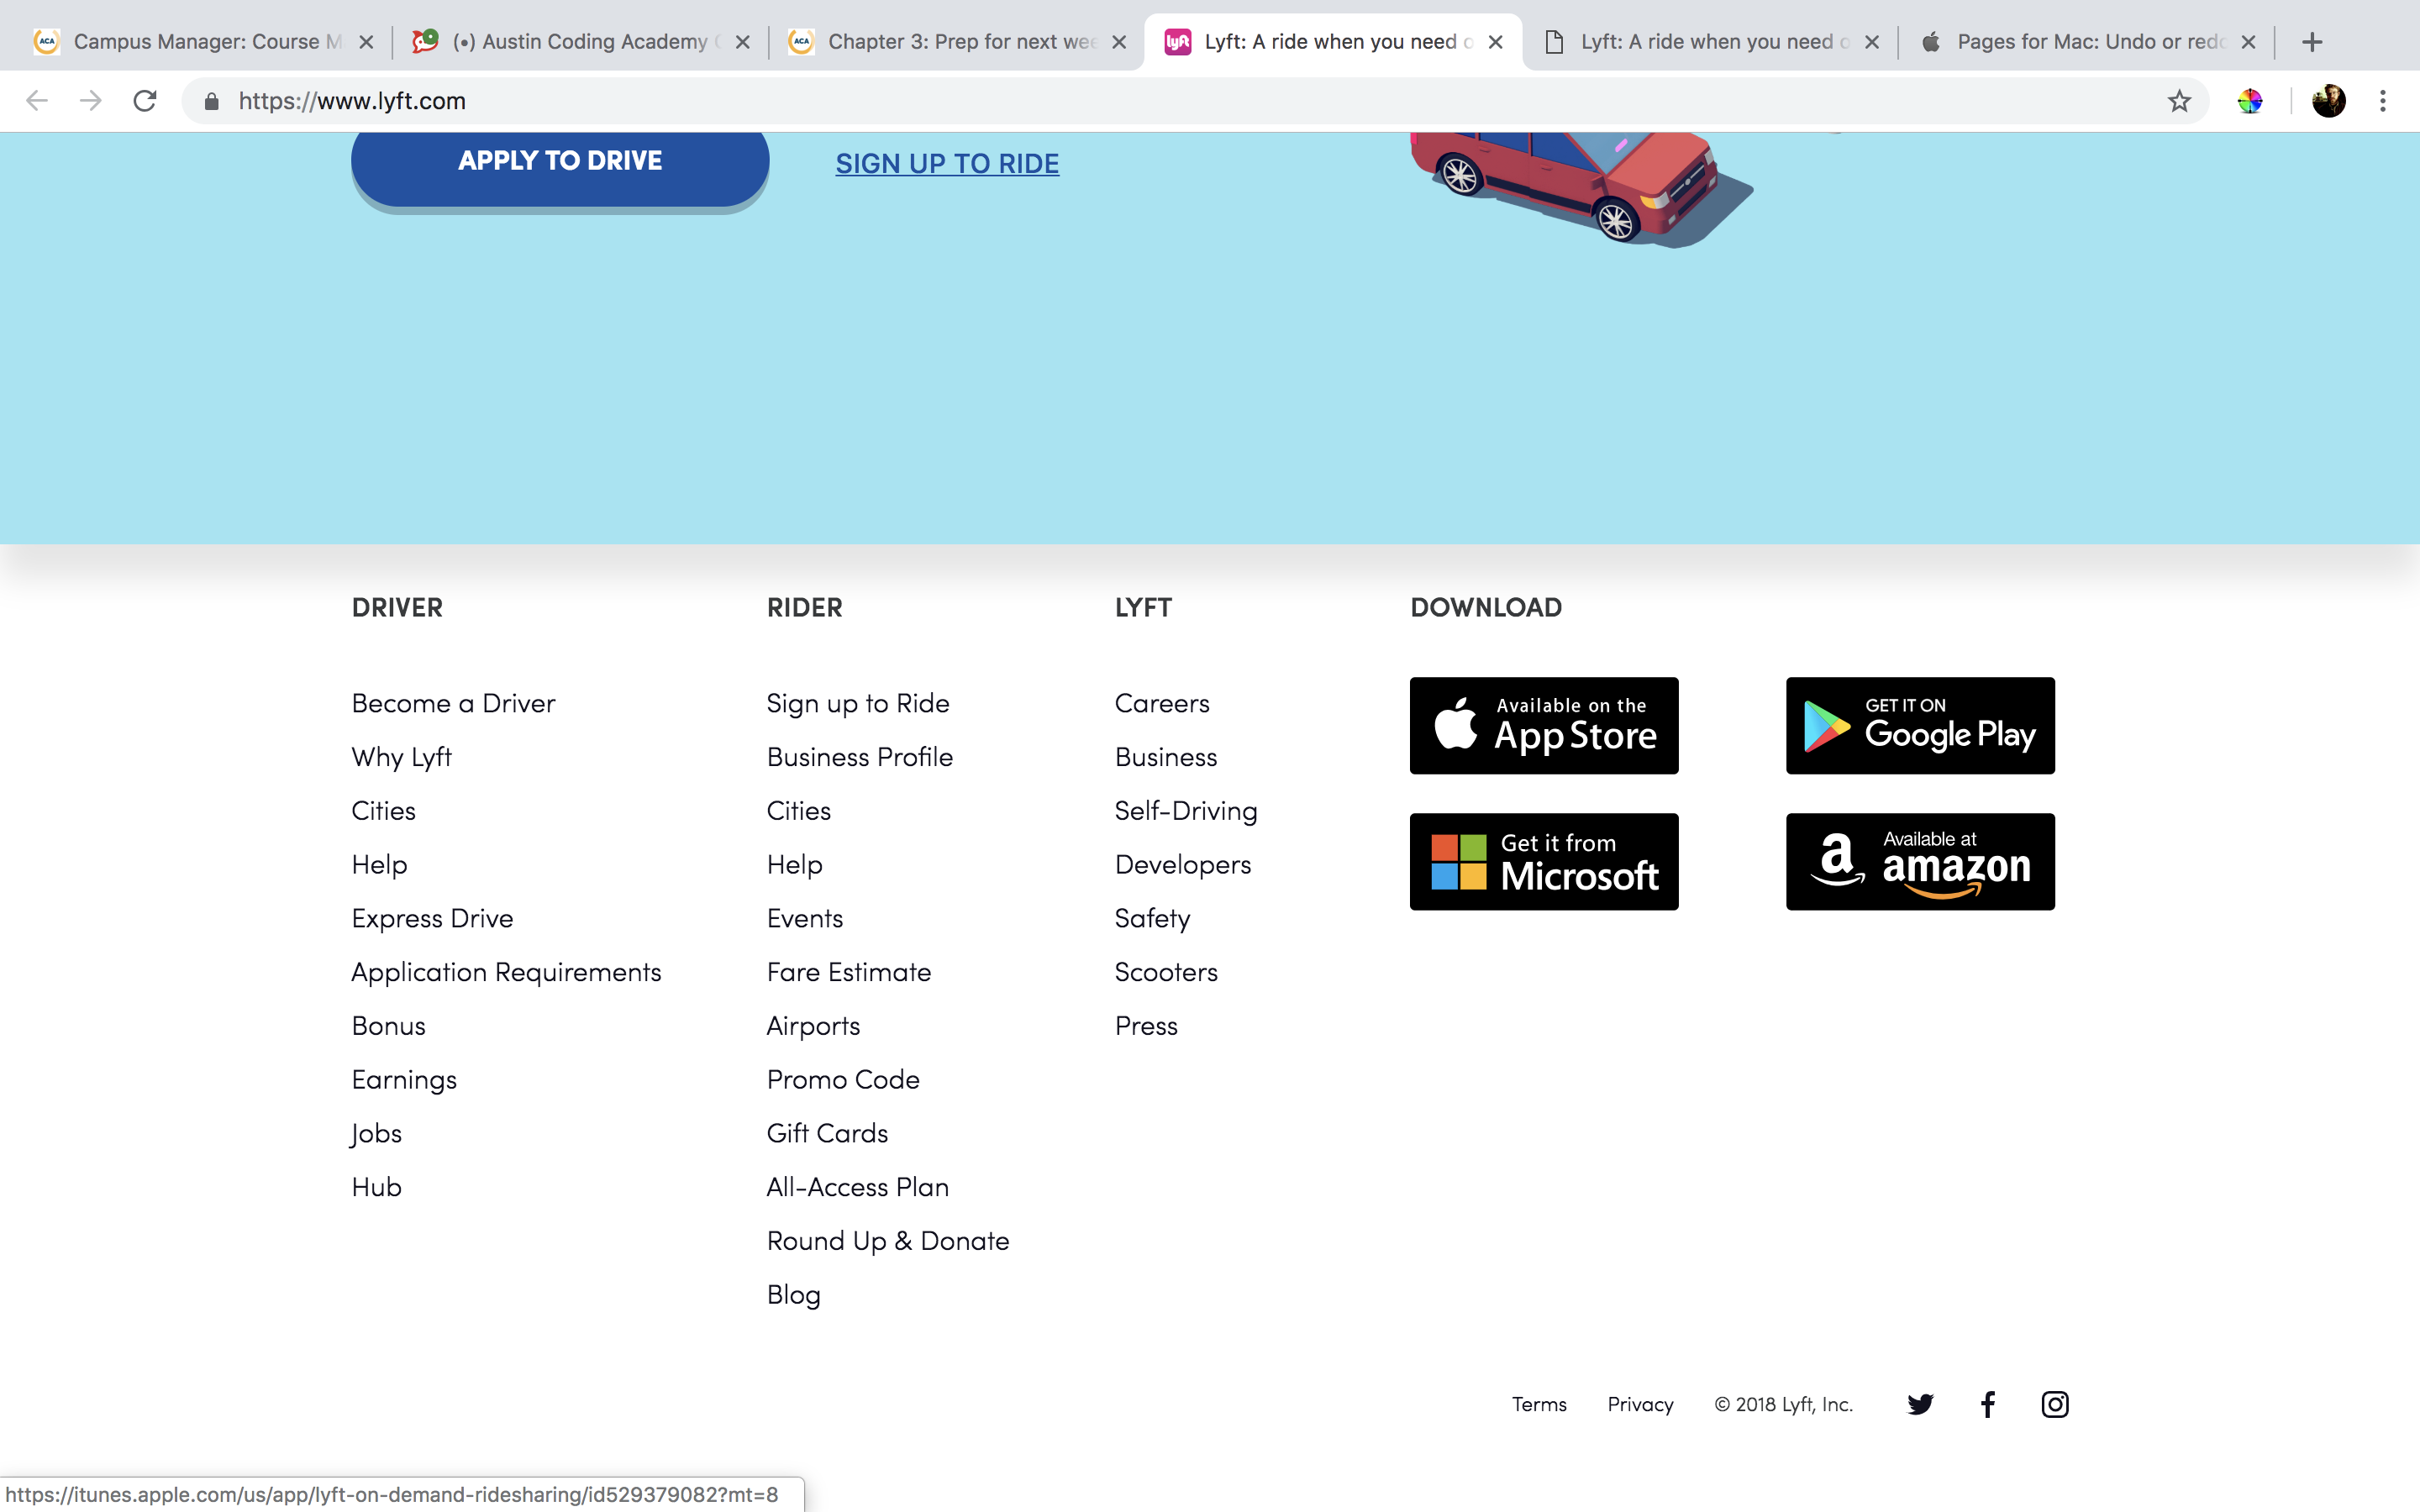 Campus Manager: Course M
(•) Austin Coding Academy
Chapter 3: Prep for next wee
Lyft: A ride when you need o
Lyft: A ride when you need o
Pages for Mac: Undo or redo
https://www.lyft.com
APPLY TO DRIVE
SIGN UP TO RIDE
DRIVER
Become a Driver
Why Lyft
Cities
Help
Express Drive
Application Requirements
Bonus
Earnings
Jobs
Hub
RIDER
Sign up to Ride
Business Profile
Cities
Help
Events
Fare Estimate
Airports
Promo Code
Gift Cards
All-Access Plan
Round Up & Donate
Blog
LYFT
Careers
Business
Self-Driving
Developers
Safety
Scooters
Press
DOWNLOAD
Available on the
App Store
GET IT ON
Google Play
Get it from
Microsoft
Available at
amazon
Terms
Privacy
© 2018 Lyft, Inc.
https://itunes.apple.com/us/app/lyft-on-demand-ridesharing/id529379082?mt=8